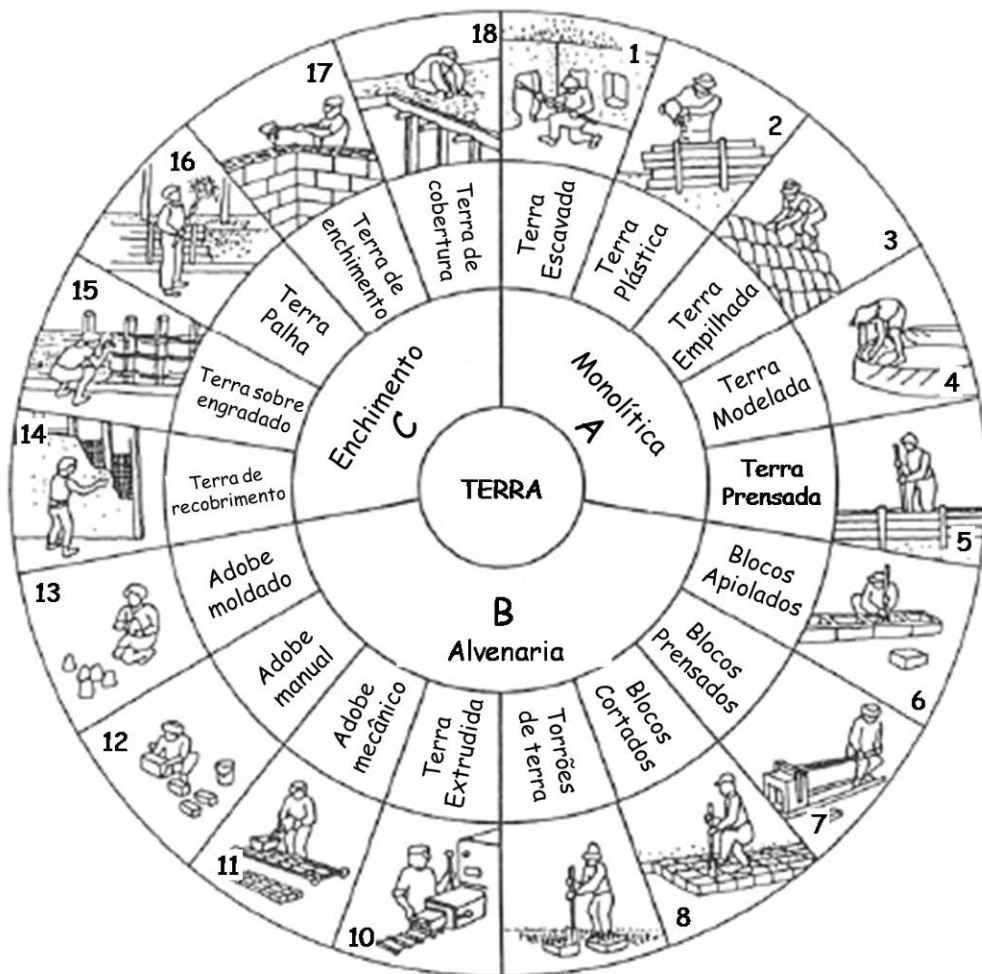 TERRA
A
Monolítica
B
Alvenaria
C
Enchimento
1
Terra
Escavada
2
Terra
Plástica
3
Terra
Empilhada
4
Terra
Modelada
5
Terra
Prensada
6
Blocos
Apiolados
7
Blocos
Prensados
8
Blocos
Cortados
Torrões
de terra
10
Terra
Extrudida
11
Adobe
mecânico
12
Adobe
manual
13
Adobe
moldado
14
Terra de
recobrimento
15
Terra sobre
engradado
16
Terra
Palha
17
Terra de
enchimento
18
Terra de
cobertura